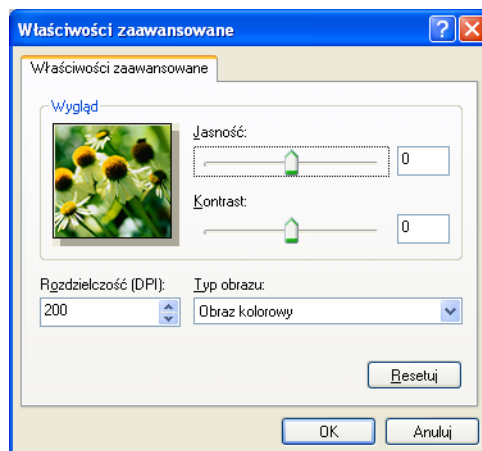 Właściwości zaawansowane
Właściwości zaawansowane
Wygląd
Jasność:
0
Kontrast:
0
Rozdzielczość (DPI):
Typ obrazu:
200
Obraz kolorowy
Resetuj
OK
Anuluj